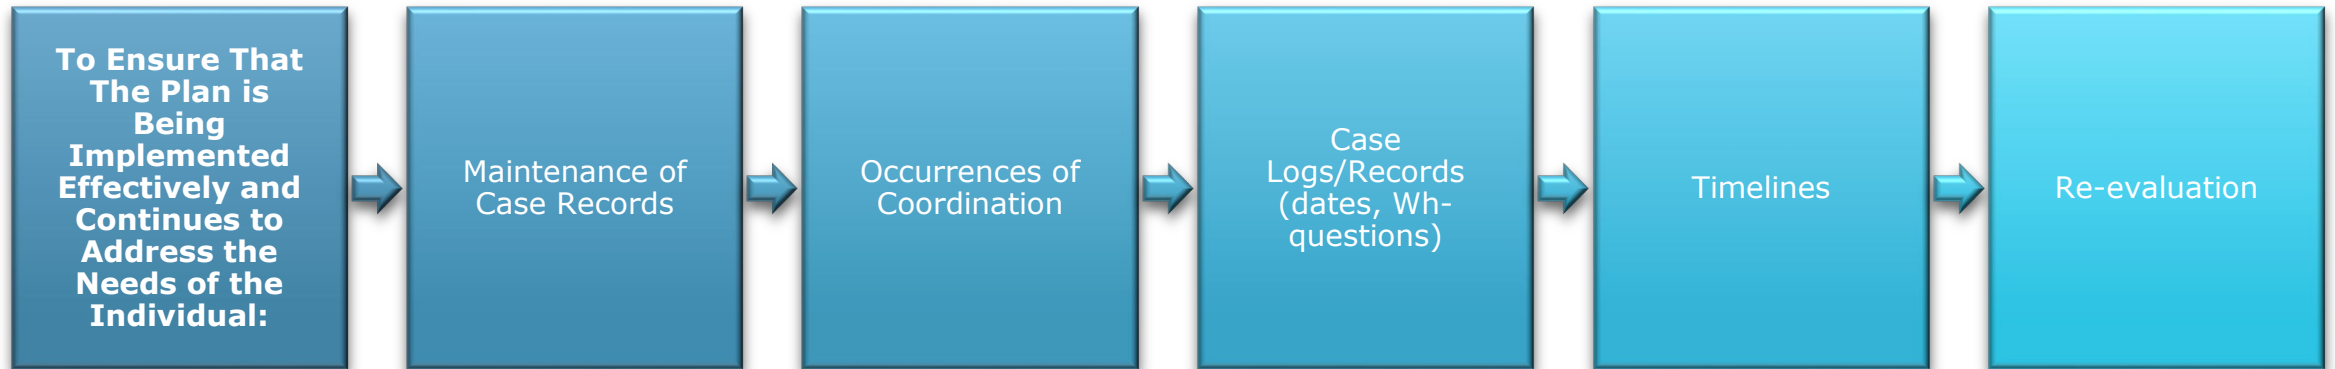 To Ensure That
The Plan is
Being
Implemented
Effectively and
Continues to
Address the
Needs of the
Individual:
Maintenance of
Case Records
Occurrences of
Coordination
Case
Logs/Records
(dates, Wh-
questions)
Timelines
Re-evaluation